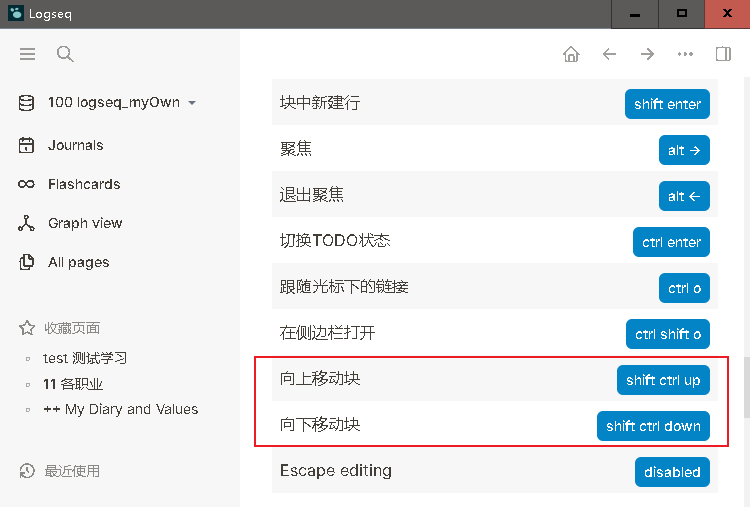 Logseq
100 logseq_myOwn
Journals
Flashcards
Graph view
All pages
收藏页面
test 测试学习
11 各职业
++ My Diary and Values
最近使用
块中新建行 shift enter
聚焦 alt →
退出聚焦 alt ←
切换TODO状态 ctrl enter
跟随光标下的链接 ctrl o
在侧边栏打开 ctrl shift o
向上移动块 shift ctrl up
向下移动块 shift ctrl down
Escape editing disabled